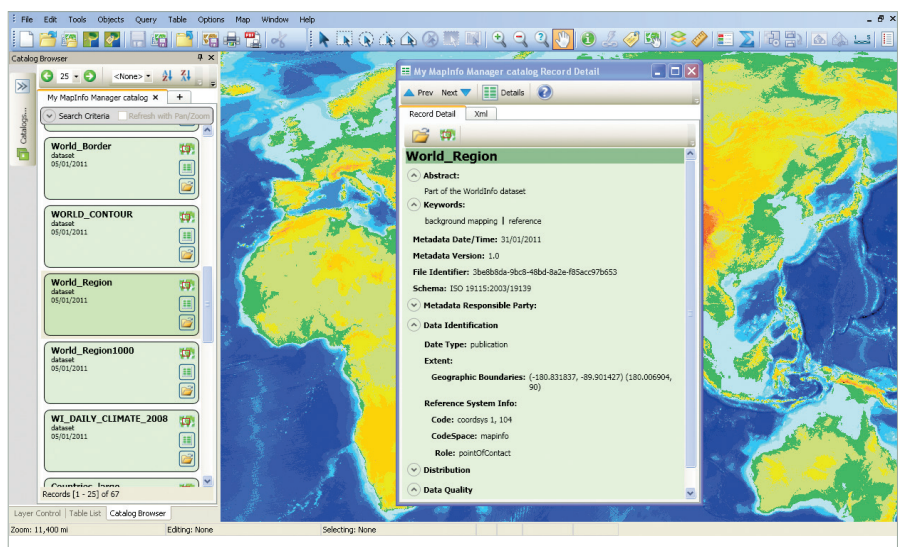 File Edit Tools Objects Query Table Options Map Window Help
Catalog Browser
25 <None>
My MapInfo Manager catalog × +
Search Criteria Refresh with Pan/Zoom
Catalogs...
World_Border
dataset
05/01/2011
WORLD_CONTOUR
dataset
05/01/2011
World_Region
dataset
05/01/2011
World_Region1000
dataset
05/01/2011
WI_DAILY_CLIMATE_2008
dataset
05/01/2011
Countries_large
Records [1 - 25] of 67
Layer Control Table List Catalog Browser
Zoom: 11,400 mi Editing: None Selecting: None
My MapInfo Manager catalog Record Detail
Prev Next Details
Record Detail Xml
World_Region
Abstract:
Part of the WorldInfo dataset
Keywords:
background mapping | reference
Metadata Date/Time: 31/01/2011
Metadata Version: 1.0
File Identifier: 3be8b8da-9bc8-48bd-8a2e-f85acc97b653
Schema: ISO 19115:2003/19139
Metadata Responsible Party:
Data Identification
Date Type: publication
Extent:
Geographic Boundaries: (-180.831837, -89.901427) (180.006904,
90)
Reference System Info:
Code: coordsys 1, 104
CodeSpace: mapinfo
Role: pointOfContact
Distribution
Data Quality